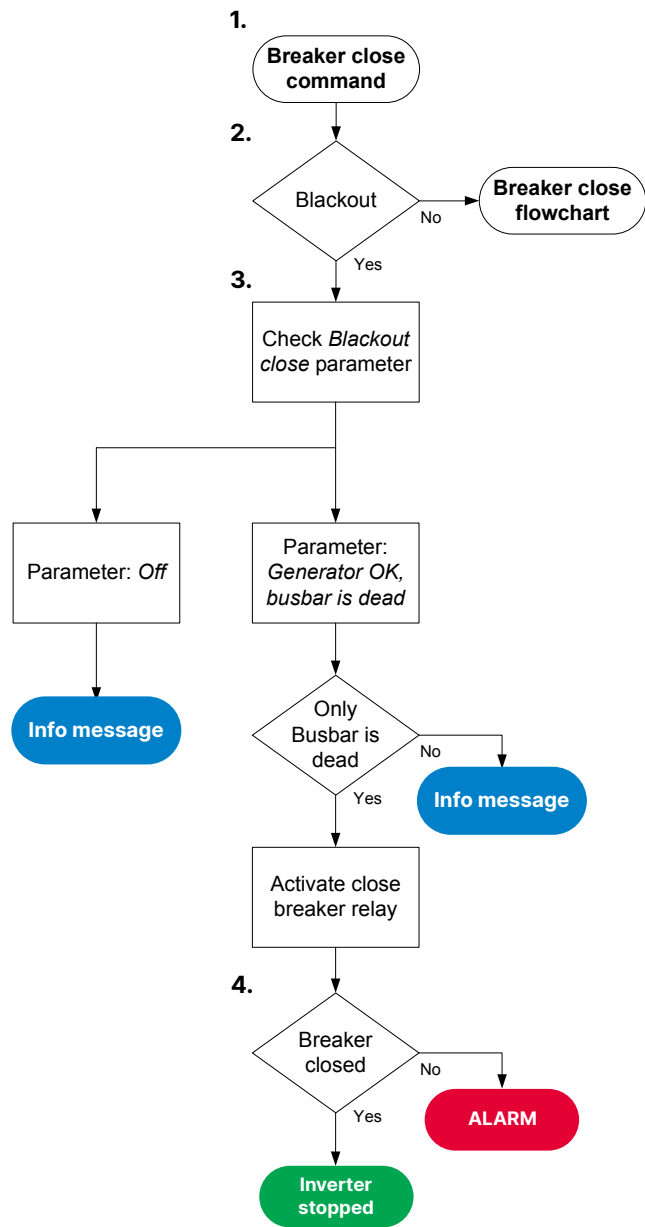 1.
Breaker close
command
2.
Blackout
No
Breaker close
flowchart
Yes
3.
Check Blackout
close parameter
Parameter: Off
Parameter:
Generator OK,
busbar is dead
Info message
Only
Busbar is
dead
No
Info message
Yes
Activate close
breaker relay
4.
Breaker
closed
No
ALARM
Yes
Inverter
stopped